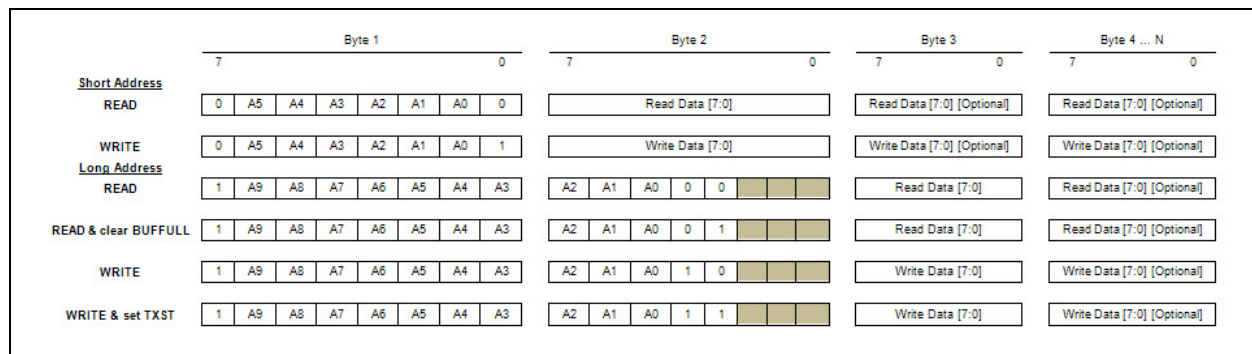 Byte 1 Byte 2 Byte 3 Byte 4 ... N
7 0 7 0 7 0 7 0
Short Address
READ 0 A5 A4 A3 A2 A1 A0 0 Read Data [7:0] Read Data [7:0] [Optional] Read Data [7:0] [Optional]
WRITE 0 A5 A4 A3 A2 A1 A0 1 Write Data [7:0] Write Data [7:0] [Optional] Write Data [7:0] [Optional]
Long Address
READ 1 A9 A8 A7 A6 A5 A4 A3 A2 A1 A0 0 0 Read Data [7:0] Read Data [7:0] [Optional]
READ & clear BUFFULL 1 A9 A8 A7 A6 A5 A4 A3 A2 A1 A0 0 1 Read Data [7:0] Read Data [7:0] [Optional]
WRITE 1 A9 A8 A7 A6 A5 A4 A3 A2 A1 A0 1 0 Write Data [7:0] Write Data [7:0] [Optional]
WRITE & set TXST 1 A9 A8 A7 A6 A5 A4 A3 A2 A1 A0 1 1 Write Data [7:0] Write Data [7:0] [Optional]